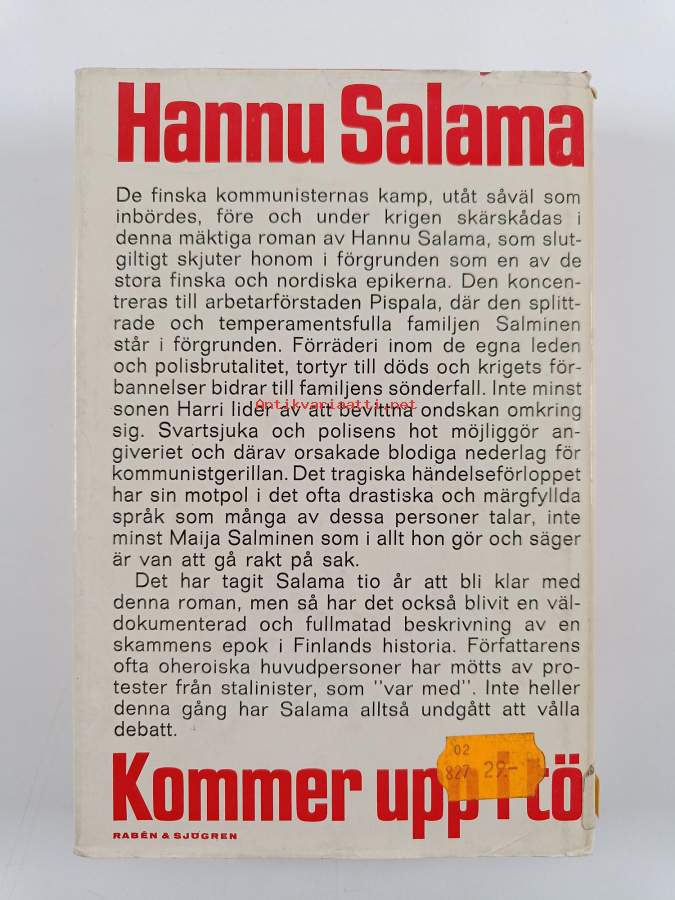 Hannu Salama
De finska kommunisternas kamp, utåt såväl som
inbördes, före och under krigen skärskådas i
denna mäktiga roman av Hannu Salama, som slut-
giltigt skjuter honom i förgrunden som en av de
stora finska och nordiska epikerna. Den koncen-
treras till arbetarförstaden Pispala, där den splitt-
rade och temperamentsfulla familjen Salminen
står i förgrunden. Förräderi inom de egna leden
och polisbrutalitet, tortyr till döds och krigets för-
bannelser bidrar till familjens sönderfall. Inte minst
sonen Harri lider av att bevittna ondskan omkring
Antikvariaatti.net
sig. Svartsjuka och polisens hot möjliggör an-
giveriet och därav orsakade blodiga nederlag för
kommunistgerillan. Det tragiska händelseförloppet
har sin motpol i det ofta drastiska och märgfyllda
språk som många av dessa personer talar, inte
minst Maija Salminen som i allt hon gör och säger
är van att gå rakt på sak.
Det har tagit Salama tio år att bli klar med
denna roman, men så har det också blivit en väl-
dokumenterad och fullmatad beskrivning av en
skammens epok i Finlands historia. Författarens
ofta oheroiska huvudpersoner har mötts av pro-
tester från stalinister, som "var med". Inte heller
denna gång har Salama alltså undgått att vålla
debatt.
02
827 29:-
Kommer upp i tö
RABÉN & SJÖGREN